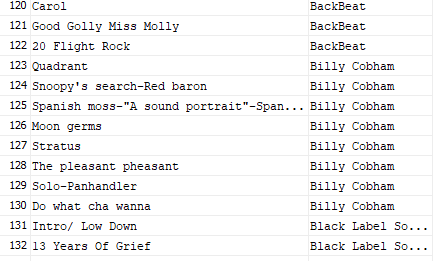 120 Carol BackBeat
121 Good Golly Miss Molly BackBeat
122 20 Flight Rock BackBeat
123 Quadrant Billy Cobham
124 Snoopy's search-Red baron Billy Cobham
125 Spanish moss-"A sound portrait"-Span... Billy Cobham
126 Moon germs Billy Cobham
127 Stratus Billy Cobham
128 The pleasant pheasant Billy Cobham
129 Solo-Panhandler Billy Cobham
130 Do what cha wanna Billy Cobham
131 Intro/ Low Down Black Label So...
132 13 Years Of Grief Black Label So...